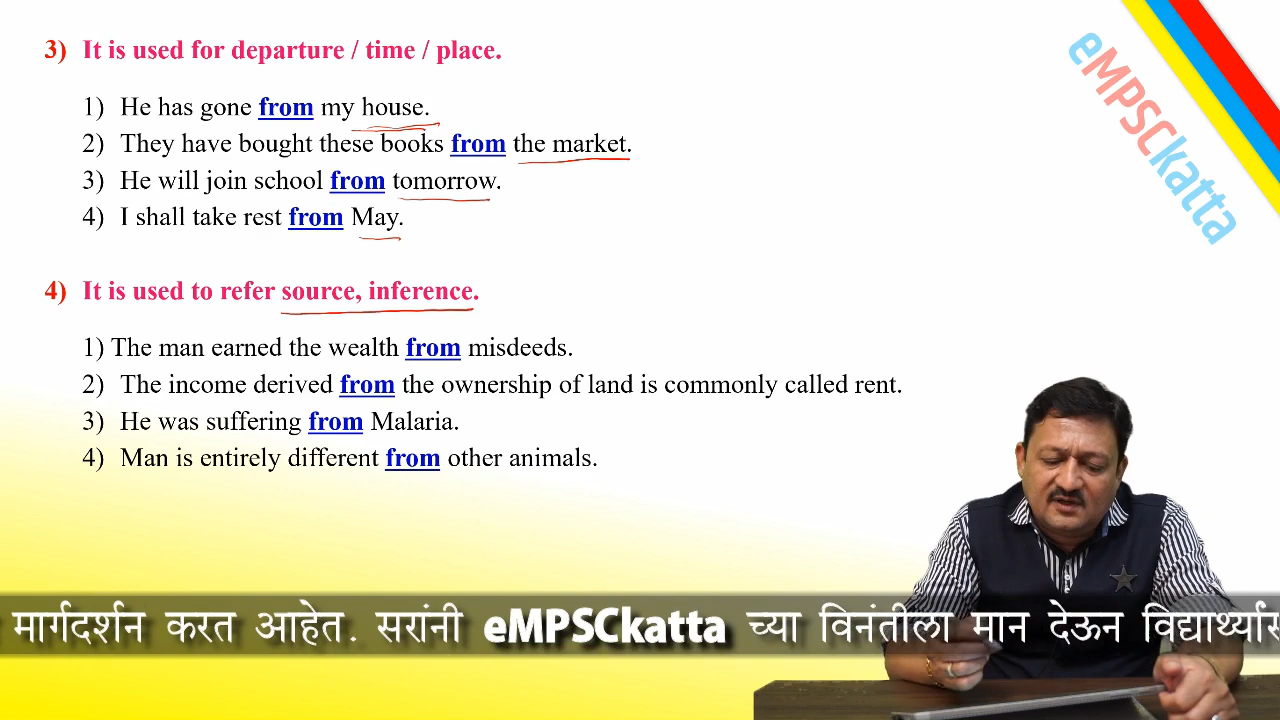 3) It is used for departure / time / place.
1) He has gone from my house.
2) They have bought these books from the market.
3) He will join school from tomorrow.
4) I shall take rest from May.
4) It is used to refer source, inference.
1) The man earned the wealth from misdeeds.
2) The income derived from the ownership of land is commonly called rent.
3) He was suffering from Malaria.
4) Man is entirely different from other animals.
eMPSCkatta
मार्गदर्शन करत आहेत. सरांनी eMPSCkatta च्या विनंतीला मान देऊन